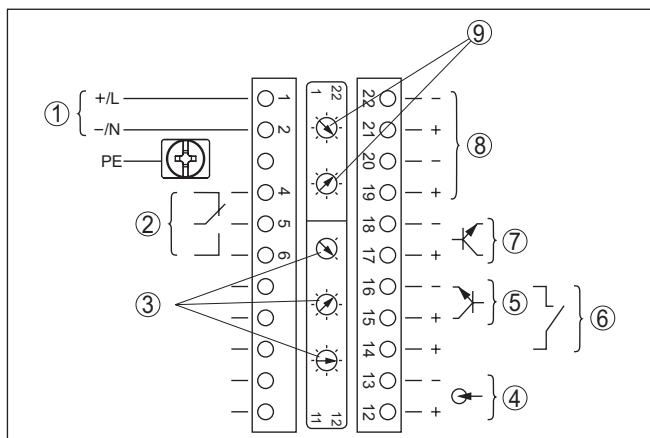 ⑨
① +/L 1 1 22 22 −
−/N 2 21 + ⑧
PE 20 −
4 19 +
② 5 18 − ⑦
6 17 +
③ 16 − ⑤ ⑥
15 +
14 +
13 − ④
11 12 12 +